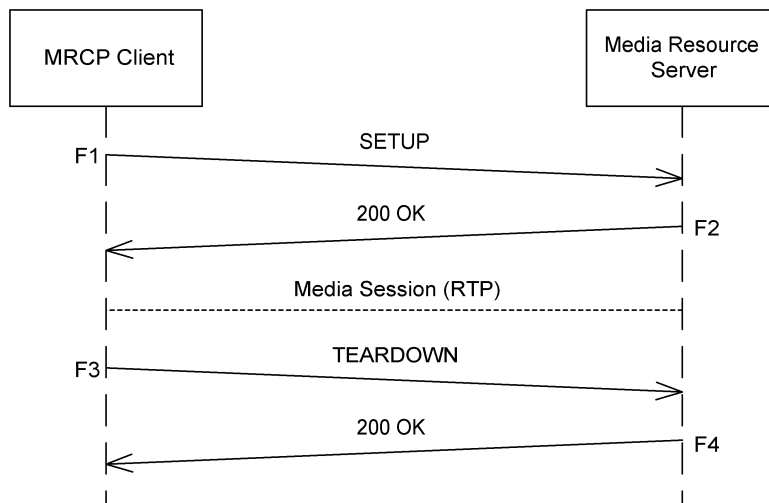 MRCP Client
Media Resource
Server
SETUP
F1
200 OK
F2
Media Session (RTP)
TEARDOWN
F3
200 OK
F4